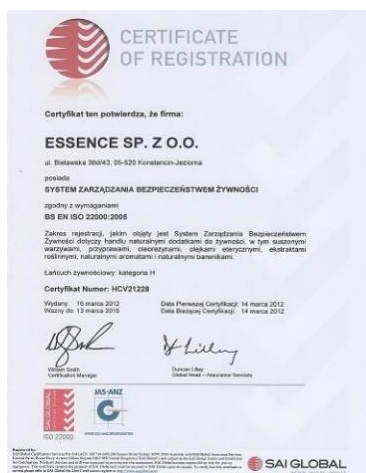 CERTIFICATE
OF REGISTRATION
Certyfikat ten potwierdza, że firma:
ESSENCE SP. Z O.O.
ul. Bielawska 36d/43, 05-520 Konstancin-Jeziorna
posiada
SYSTEM ZARZĄDZANIA BEZPIECZEŃSTWEM ŻYWNOŚCI
zgodny z wymaganiami
BS EN ISO 22000:2005
Zakres rejestracji, jakim objęty jest System Zarządzania Bezpieczeństwem
Żywności dotyczy handlu naturalnymi dodatkami do żywności, w tym suszonymi
warzywami, przyprawami, oleorezynami, olejkami eterycznymi, ekstraktami
roślinnymi, naturalnymi aromatami i naturalnymi barwnikami.
Łańcuch żywnościowy: kategoria H
Certyfikat Numer: HCV21228
Wydany: 16 marca 2012 Data Pierwszej Certyfikacji: 14 marca 2012
Ważny do: 13 marca 2015 Data Bieżącej Certyfikacji: 14 marca 2012
Smith Duncan Lilley
Certification Manager Global Head - Assurance Services
SAI GLOBAL
JAS-ANZ
ISO 22000
SAI GLOBAL